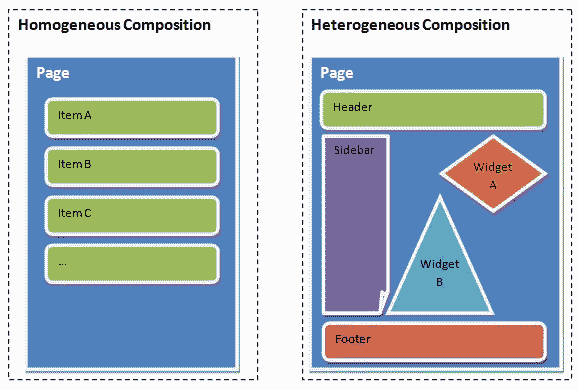 Homogeneous Composition
Page
Item A
Item B
Item C
...
Heterogeneous Composition
Page
Header
Sidebar
Widget
A
Widget
B
Footer